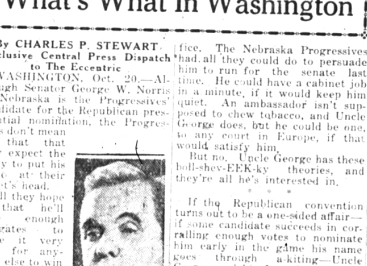 What's What In Washington
By CHARLES P. STEWART
clusive Central Press Dispatch
to The Eccentric
WASHINGTON, Oct. 20.—Al-
ugh Senator George W. Norris
Nebraska is the Progressives'
didate for the Republican pres-
tial nomination, the Progres-
s don't mean
that that
expect the
y to put his
at their
et's head.
ll they hope
that he'll
enough
gates to
e it very
for any-
else to win
fice. The Nebraska Progressives
had all they could do to persuade
him to run for the senate last
time. He could have a cabinet job
in a minute, if it would keep him
quiet. An ambassador isn't sup-
posed to chew tobacco, and Uncle
George does, but he could be one,
to any court in Europe, if that
would satisfy him.
But no. Uncle George has these
boll-shev-EEK-ky theories, and
they're all he's interested in.
* * *
If the Republican convention
turns out to be a one-sided affair—
if some candidate succeeds in cor-
ralling enough votes to nominate
him early in the game his name
goes through a-kiting—Uncle